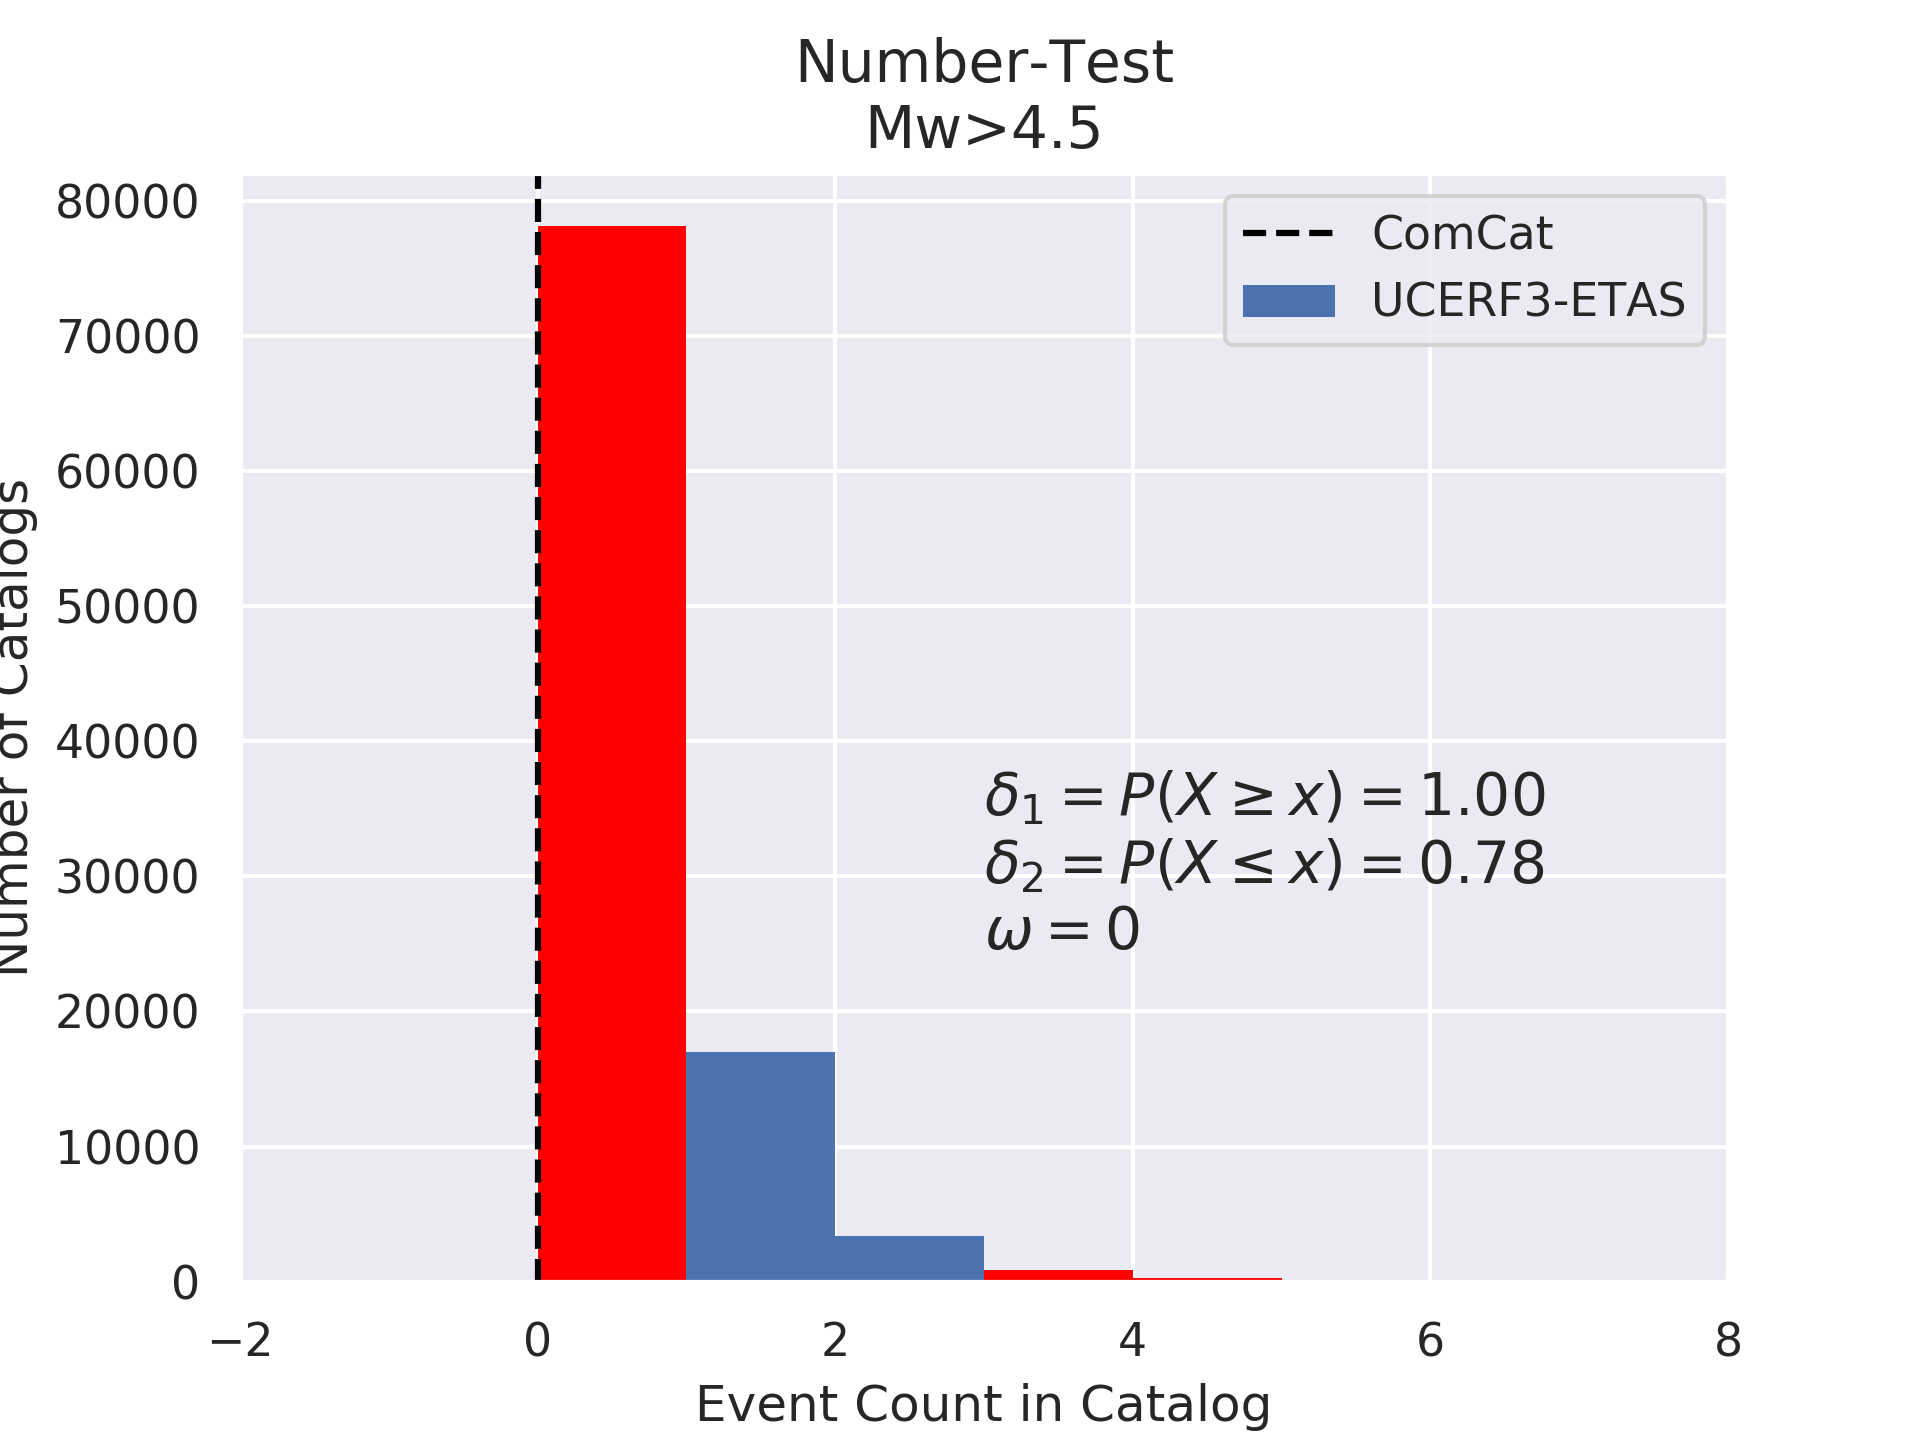 Number-Test
Mw>4.5
ComCat
UCERF3-ETAS
80000
70000
60000
50000
40000
30000
20000
10000
0
Number of Catalogs
δ₁ = P(X ≥ x) = 1.00
δ₂ = P(X ≤ x) = 0.78
ω = 0
−2 0 2 4 6 8
Event Count in Catalog